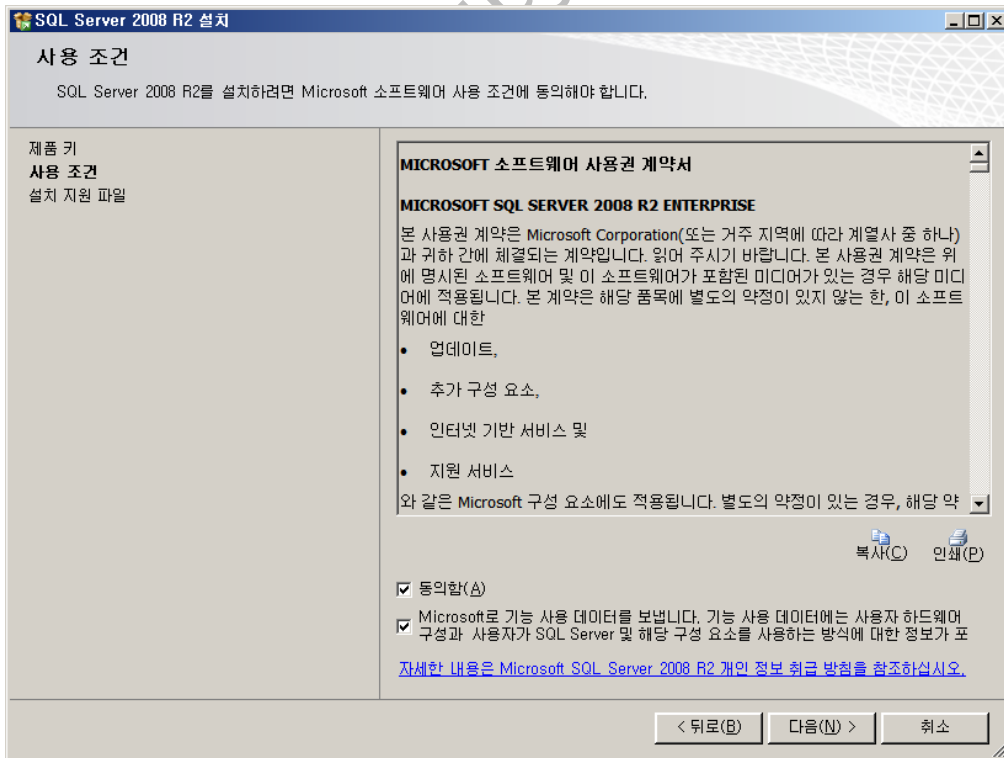 SQL Server 2008 R2 설치
사용 조건
SQL Server 2008 R2를 설치하려면 Microsoft 소프트웨어 사용 조건에 동의해야 합니다.
제품 키
사용 조건
설치 지원 파일
MICROSOFT 소프트웨어 사용권 계약서
MICROSOFT SQL SERVER 2008 R2 ENTERPRISE
본 사용권 계약은 Microsoft Corporation(또는 거주 지역에 따라 계열사 중 하나)
과 귀하 간에 체결되는 계약입니다. 읽어 주시기 바랍니다. 본 사용권 계약은 위
에 명시된 소프트웨어 및 이 소프트웨어가 포함된 미디어가 있는 경우 해당 미디
어에 적용됩니다. 본 계약은 해당 품목에 별도의 약정이 있지 않는 한, 이 소프트
웨어에 대한
• 업데이트,
• 추가 구성 요소,
• 인터넷 기반 서비스 및
• 지원 서비스
와 같은 Microsoft 구성 요소에도 적용됩니다. 별도의 약정이 있는 경우, 해당 약
복사(C) 인쇄(P)
동의함(A)
Microsoft로 기능 사용 데이터를 보냅니다. 기능 사용 데이터에는 사용자 하드웨어
구성과 사용자가 SQL Server 및 해당 구성 요소를 사용하는 방식에 대한 정보가 포
자세한 내용은 Microsoft SQL Server 2008 R2 개인 정보 취급 방침을 참조하십시오.
< 뒤로(B) 다음(N) > 취소